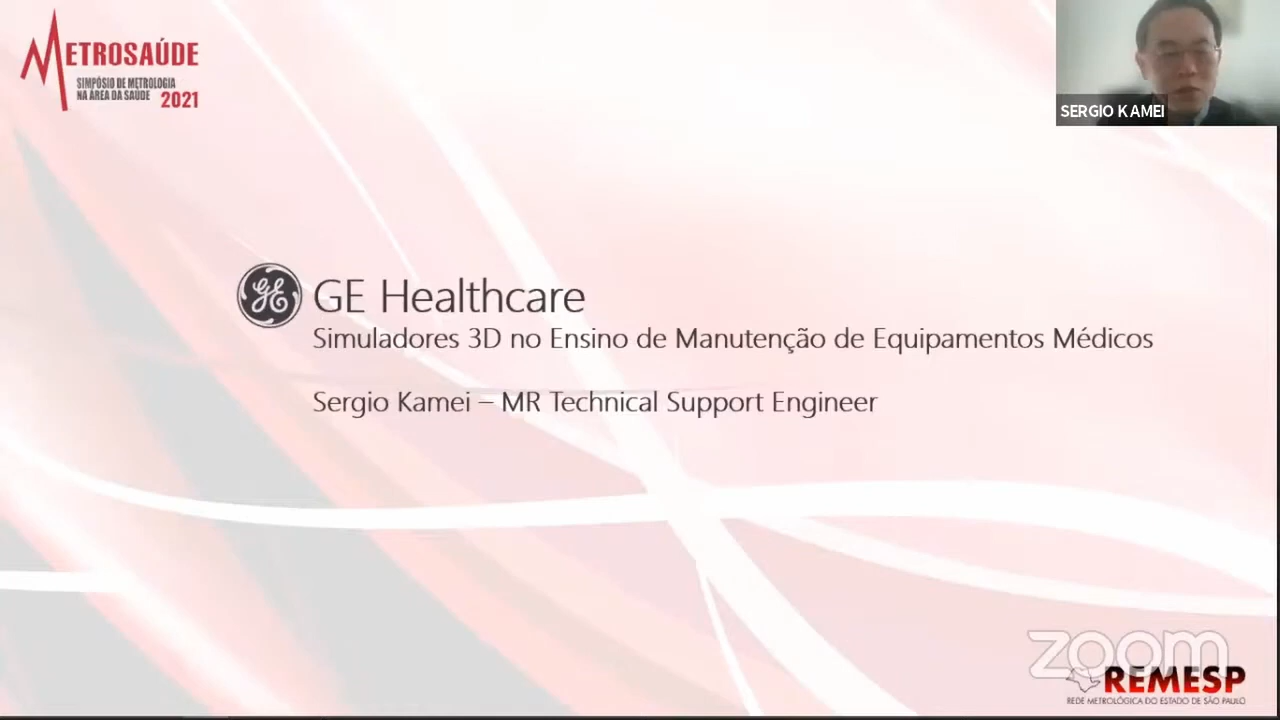 METROSAÚDE
SIMPÓSIO DE METROLOGIA
NA ÁREA DA SAÚDE 2021
SERGIO KAMEI
GE GE Healthcare
Simuladores 3D no Ensino de Manutenção de Equipamentos Médicos
Sergio Kamei – MR Technical Support Engineer
zoom
REMESP
REDE METROLÓGICA DO ESTADO DE SÃO PAULO